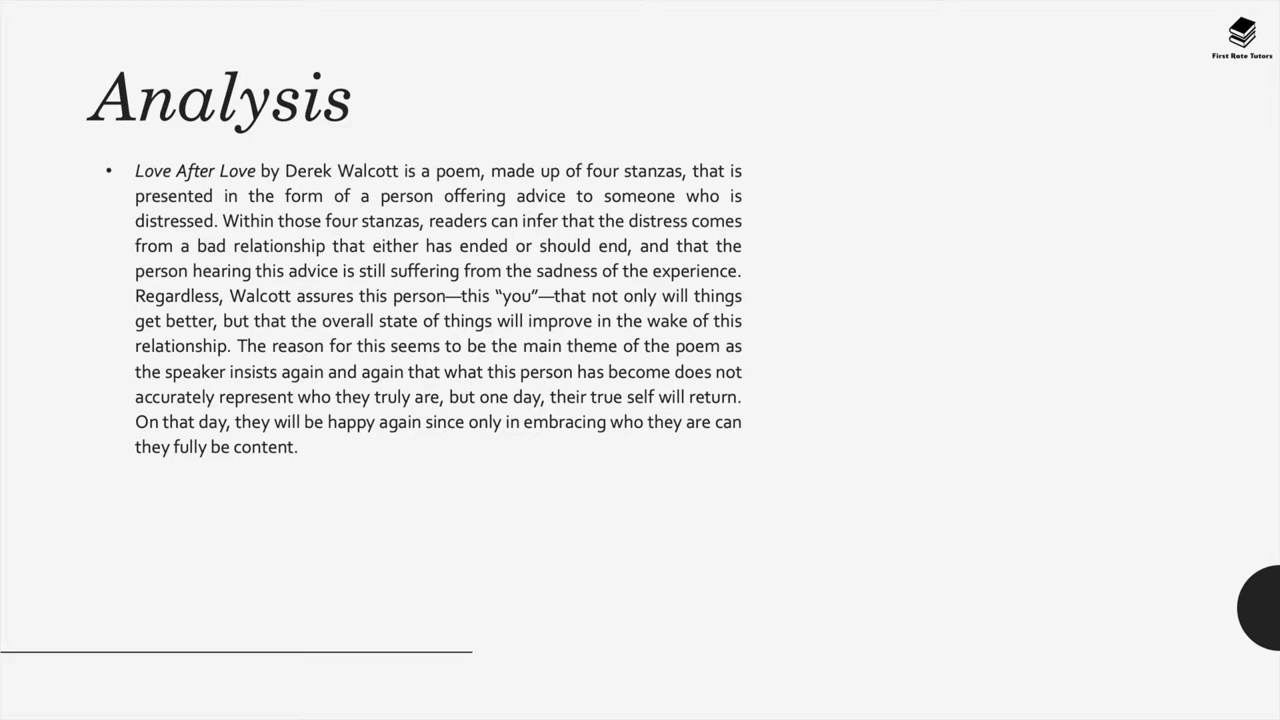 First Rate Tutors
Analysis
• Love After Love by Derek Walcott is a poem, made up of four stanzas, that is
presented in the form of a person offering advice to someone who is
distressed. Within those four stanzas, readers can infer that the distress comes
from a bad relationship that either has ended or should end, and that the
person hearing this advice is still suffering from the sadness of the experience.
Regardless, Walcott assures this person—this “you”—that not only will things
get better, but that the overall state of things will improve in the wake of this
relationship. The reason for this seems to be the main theme of the poem as
the speaker insists again and again that what this person has become does not
accurately represent who they truly are, but one day, their true self will return.
On that day, they will be happy again since only in embracing who they are can
they fully be content.